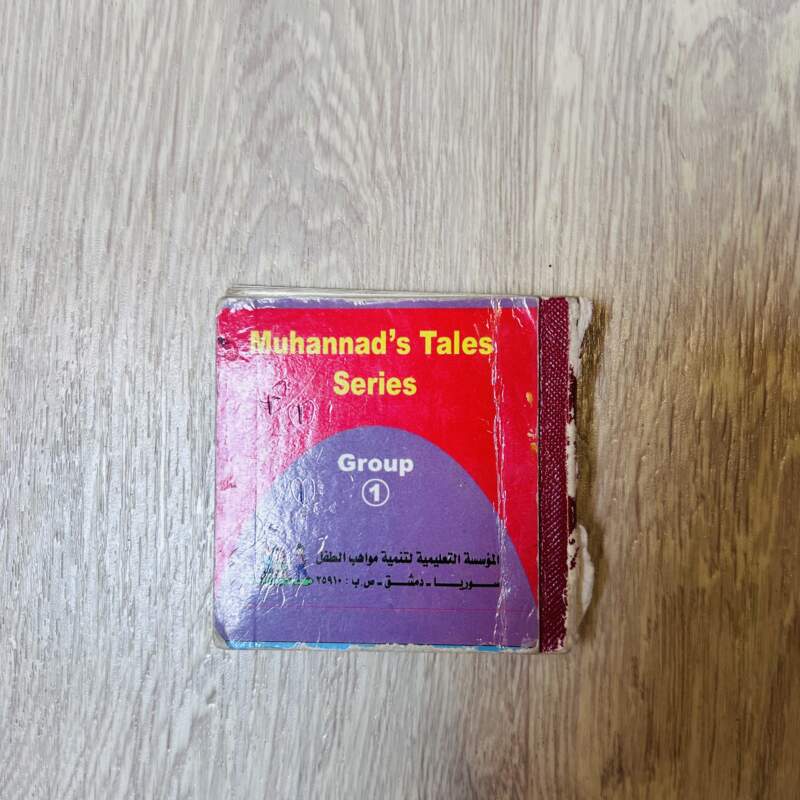 Muhannad's Tales
Series
Group
1
المؤسسة التعليمية لتنمية مواهب الطفل
سوريا - دمشق - ص ب : ٢٥٩١٠